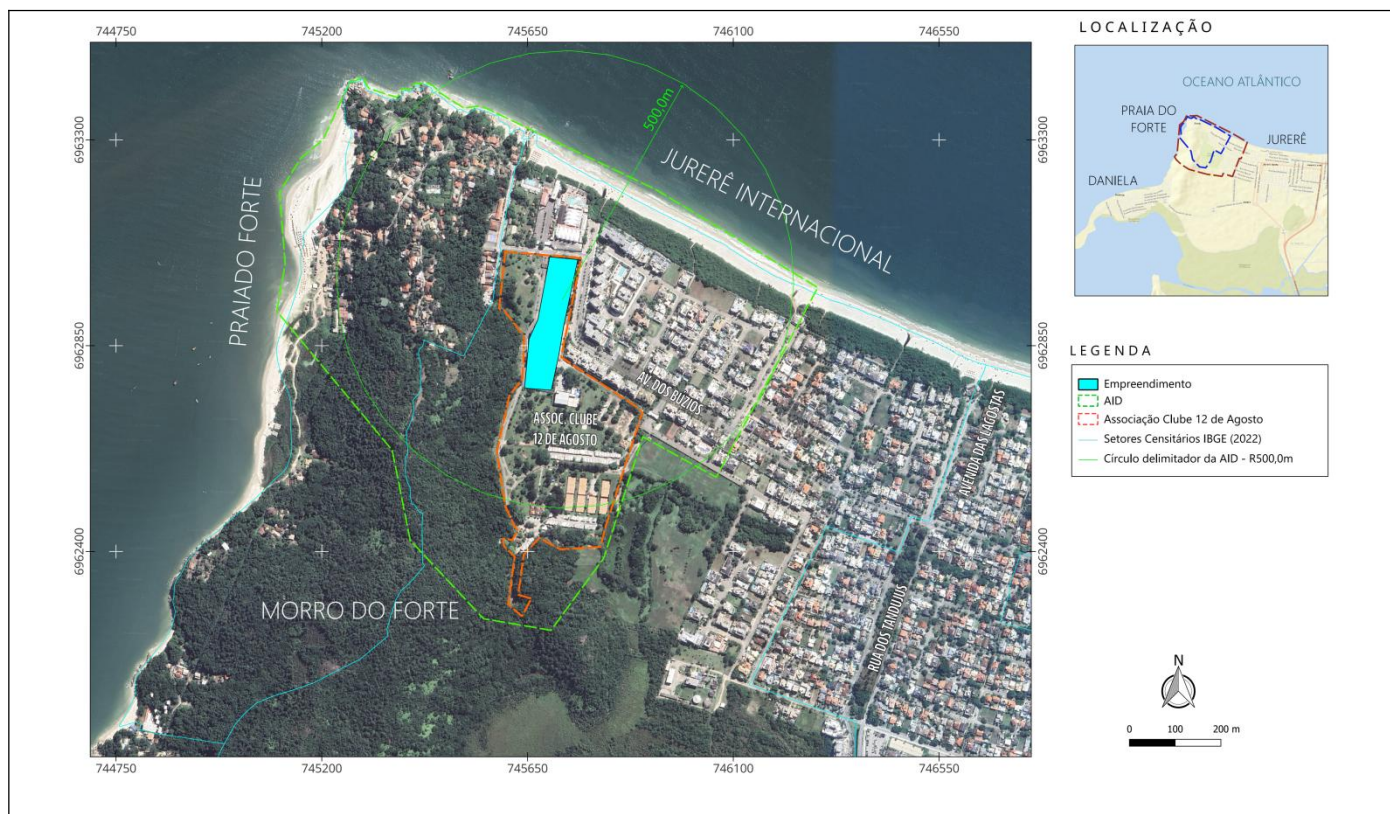 744750
745200
745650
746100
746550
6963300
6962850
6962400
6963300
6962850
6962400
500,0m
JURERÊ INTERNACIONAL
PRAIADO FORTE
AV. DOS BÚZIOS
ASSOC. CLUBE
12 DE AGOSTO
AVENIDA DAS LAGOSTAS
RUA DOS TANDUJUS
MORRO DO FORTE
744750
745200
745650
746100
746550
LOCALIZAÇÃO
OCEANO ATLÂNTICO
PRAIA DO
FORTE
JURERÊ
DANIELA
LEGENDA
Empreendimento
AID
Associação Clube 12 de Agosto
Setores Censitários IBGE (2022)
Círculo delimitador da AID - R500,0m
N
0 100 200 m